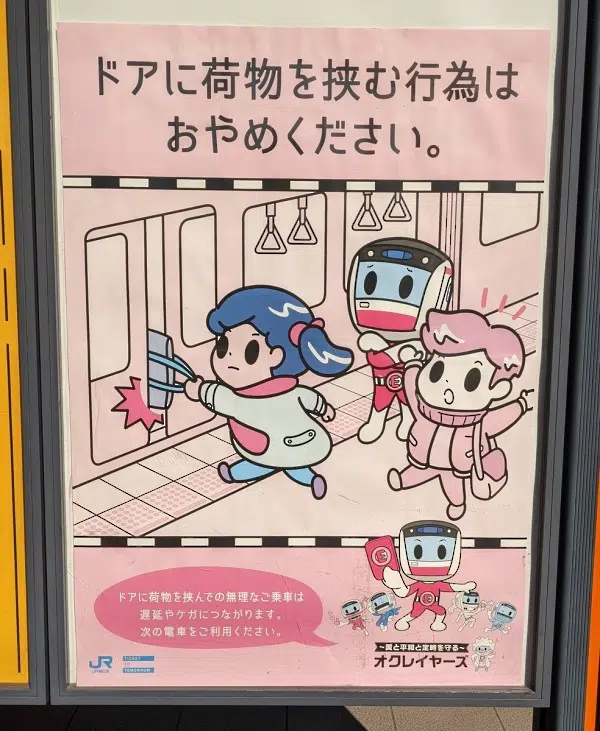 ドアに荷物を挟む行為は
おやめください。
ドアに荷物を挟んでの無理なご乗車は
遅延やケガにつながります。
次の電車をご利用ください。
JR
TICKET
TO
TOMORROW
~愛と平和と定時を守る~
オクレイヤーズ